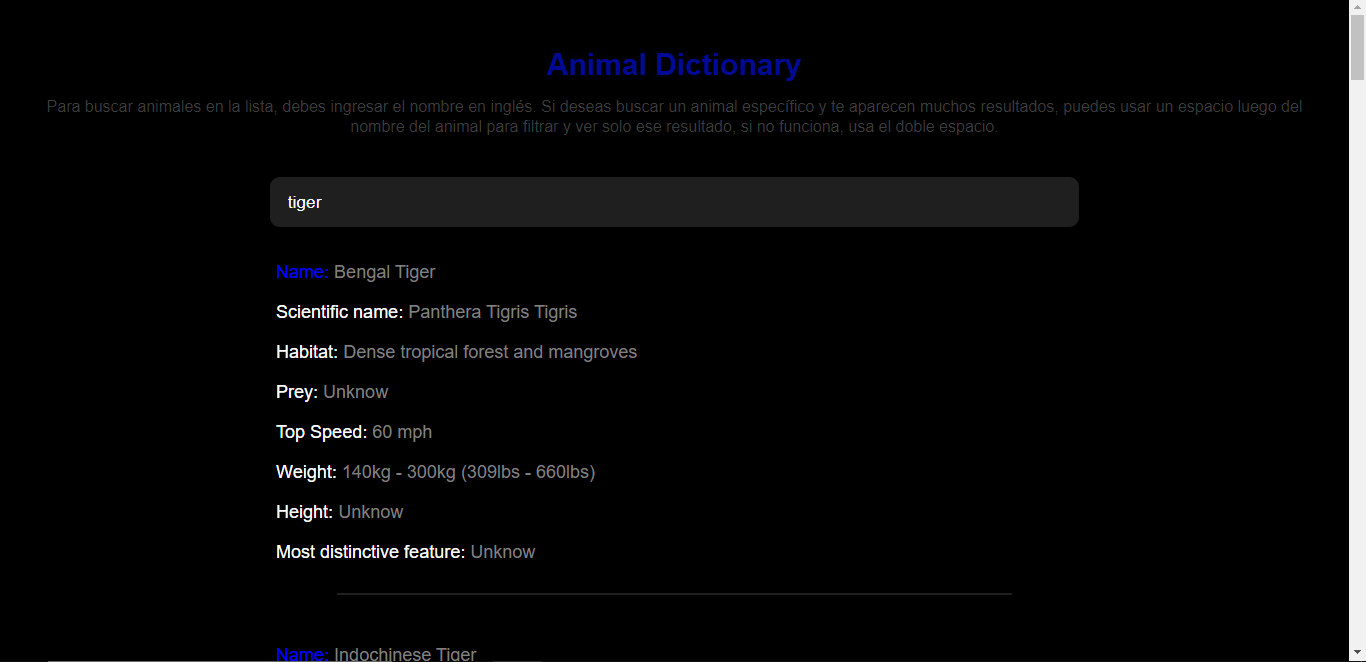 Animal Dictionary
Para buscar animales en la lista, debes ingresar el nombre en inglés. Si deseas buscar un animal específico y te aparecen muchos resultados, puedes usar un espacio luego del
nombre del animal para filtrar y ver solo ese resultado, si no funciona, usa el doble espacio.
tiger
Name: Bengal Tiger
Scientific name: Panthera Tigris Tigris
Habitat: Dense tropical forest and mangroves
Prey: Unknow
Top Speed: 60 mph
Weight: 140kg - 300kg (309lbs - 660lbs)
Height: Unknow
Most distinctive feature: Unknow
Name: Indochinese Tiger